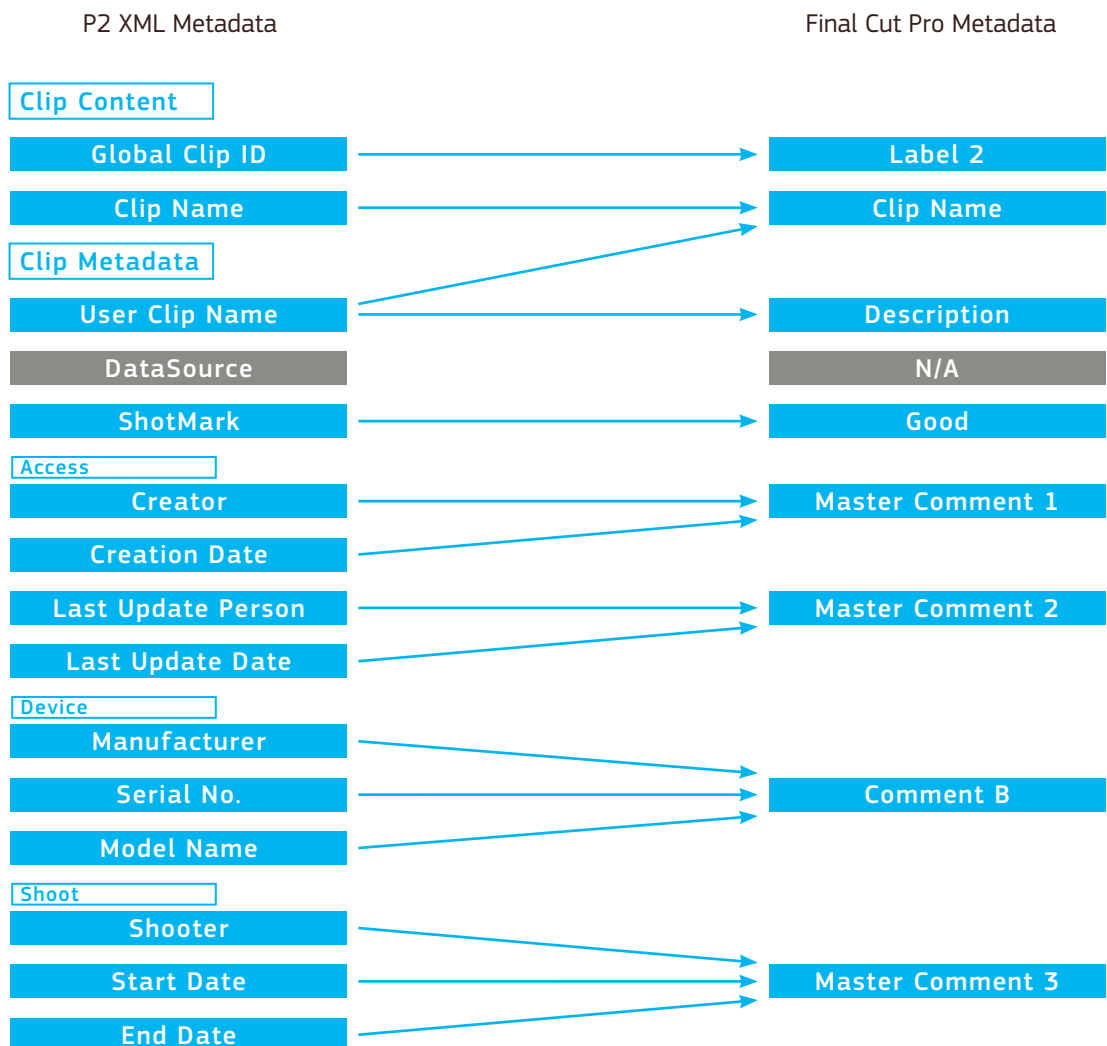 P2 XML Metadata Final Cut Pro Metadata
Clip Content
Global Clip ID Label 2
Clip Name Clip Name
Clip Metadata
User Clip Name Description
DataSource N/A
ShotMark Good
Access
Creator Master Comment 1
Creation Date
Last Update Person Master Comment 2
Last Update Date
Device
Manufacturer
Serial No. Comment B
Model Name
Shoot
Shooter
Start Date Master Comment 3
End Date